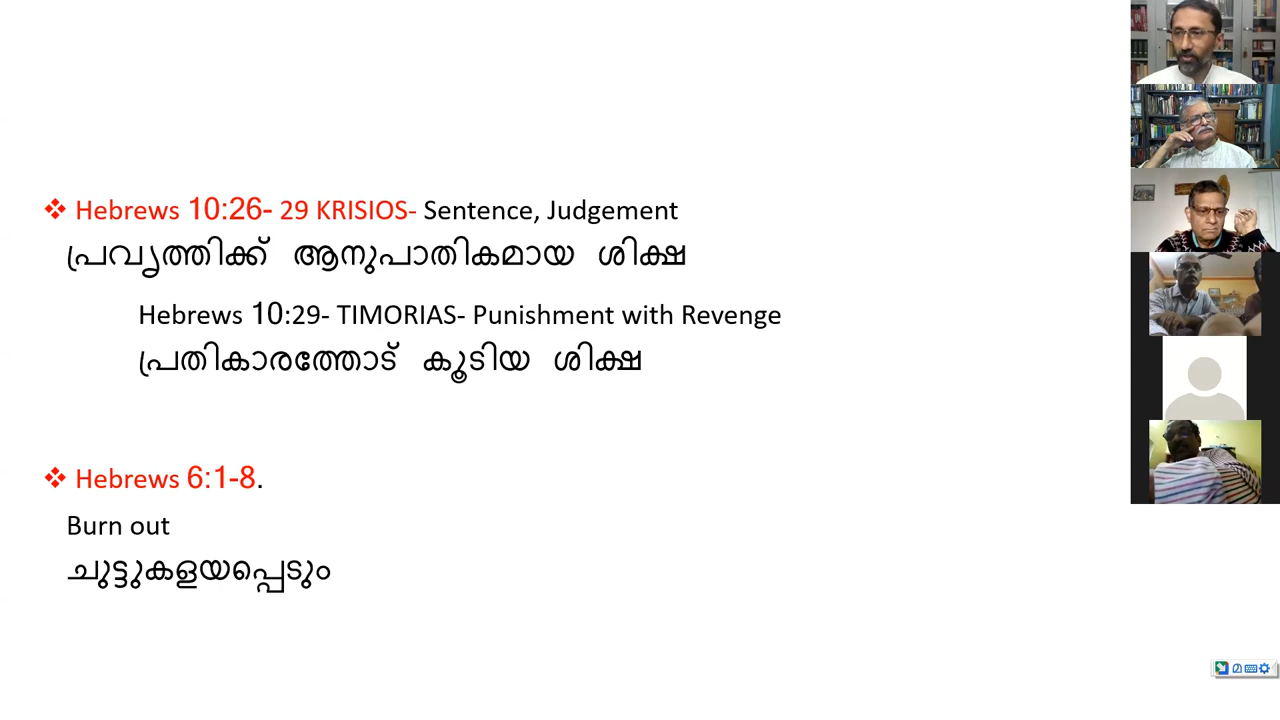 ❖ Hebrews 10:26- 29 KRISIOS- Sentence, Judgement
പ്രവൃത്തിക്ക് ആനുപാതികമായ ശിക്ഷ
Hebrews 10:29- TIMORIAS- Punishment with Revenge
പ്രതികാരത്തോട് കൂടിയ ശിക്ഷ
❖ Hebrews 6:1-8.
Burn out
ചുട്ടുകളയപ്പെടും